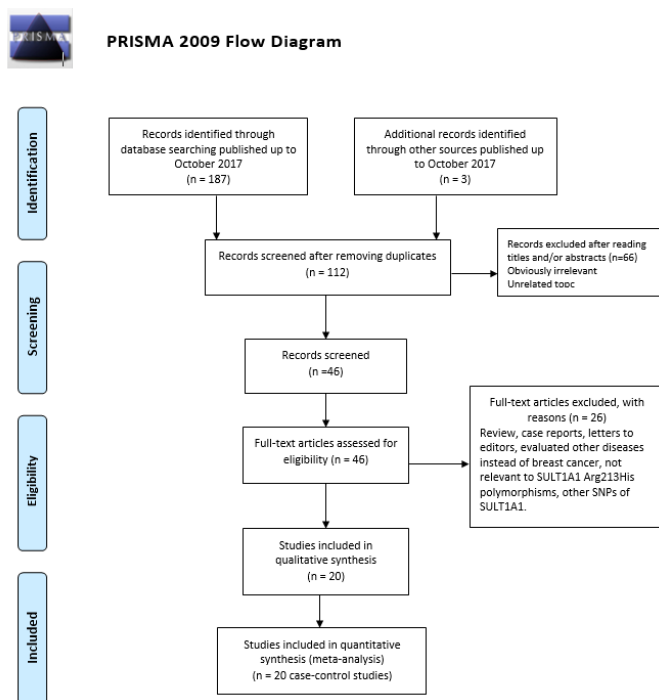 PRISMA
PRISMA 2009 Flow Diagram
Identification
Records identified through
database searching published up to
October 2017
(n = 187)
Additional records identified
through other sources published up
to October 2017
(n = 3)
Records screened after removing duplicates
(n = 112)
Records excluded after reading
titles and/or abstracts (n=66)
Obviously irrelevant
Unrelated topc
Screening
Records screened
(n =46)
Eligibility
Full-text articles assessed for
eligibility (n = 46)
Full-text articles excluded, with
reasons (n = 26)
Review, case reports, letters to
editors, evaluated other diseases
instead of breast cancer, not
relevant to SULT1A1 Arg213His
polymorphisms, other SNPs of
SULT1A1.
Studies included in
qualitative synthesis
(n = 20)
Included
Studies included in quantitative
synthesis (meta-analysis)
(n = 20 case-control studies)